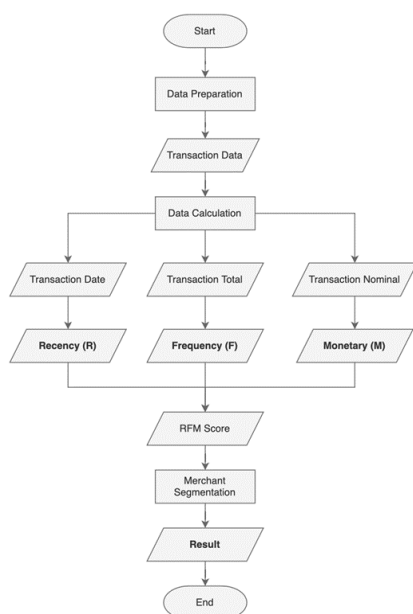 Start
Data Preparation
Transaction Data
Data Calculation
Transaction Date
Transaction Total
Transaction Nominal
Recency (R)
Frequency (F)
Monetary (M)
RFM Score
Merchant
Segmentation
Result
End